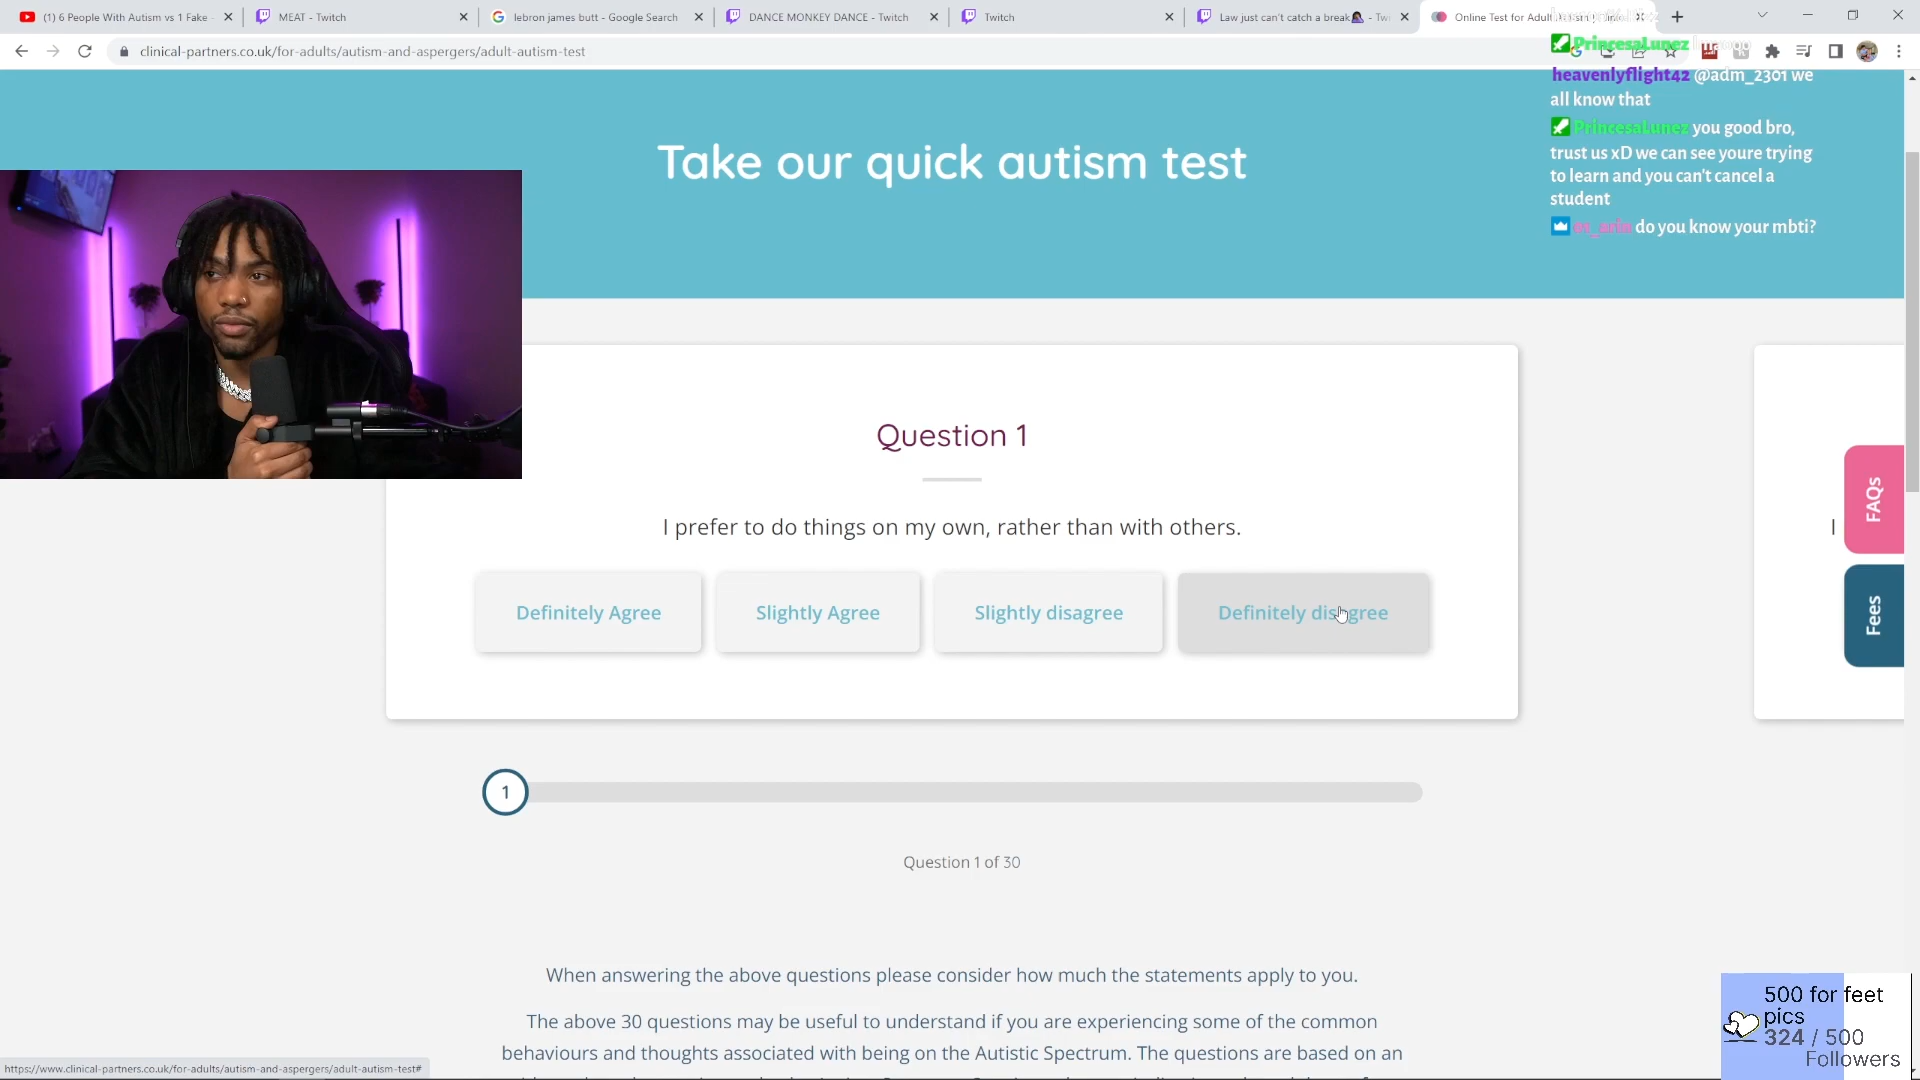 (1) 6 People With Autism vs 1 Fake
MEAT - Twitch
lebron james butt - Google Search
DANCE MONKEY DANCE - Twitch
Twitch
Law just can't catch a break
Online Test for Adult
clinical-partners.co.uk/for-adults/autism-and-aspergers/adult-autism-test
PrincesaLunez
heavenlyflight42 @adm_2301 we
all know that
PrincesaLunez you good bro,
trust us xD we can see youre trying
to learn and you can't cancel a
student
do you know your mbti?
Take our quick autism test
Question 1
I prefer to do things on my own, rather than with others.
I
Definitely Agree
Slightly Agree
Slightly disagree
Definitely disagree
FAQs
Fees
1
Question 1 of 30
When answering the above questions please consider how much the statements apply to you.
The above 30 questions may be useful to understand if you are experiencing some of the common
behaviours and thoughts associated with being on the Autistic Spectrum. The questions are based on an
500 for feet
pics
324 / 500
Followers
https://www.clinical-partners.co.uk/for-adults/autism-and-aspergers/adult-autism-test#